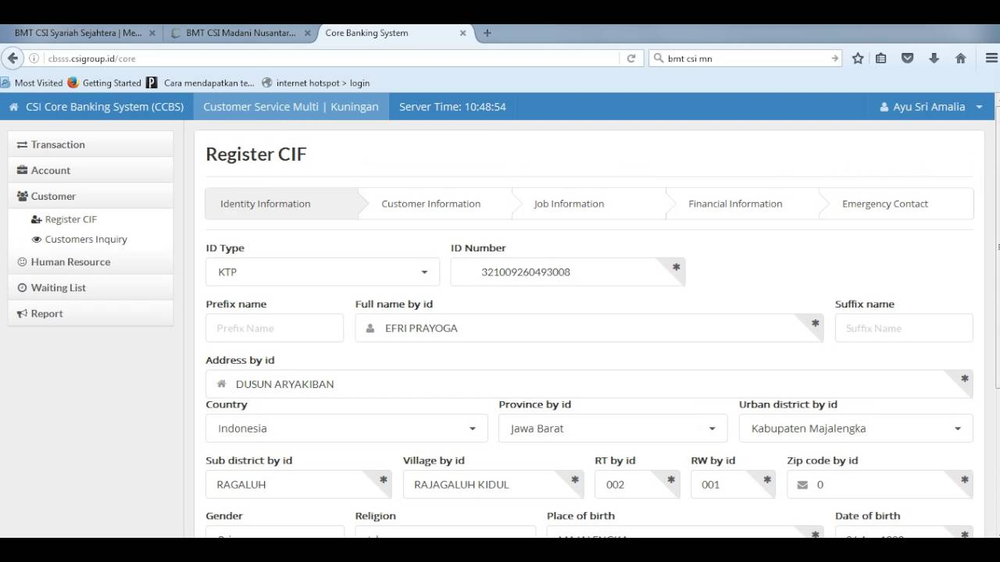 BMT CSI Syariah Sejahtera | Me... × BMT CSI Madani Nusantar... × Core Banking System × +
cbsss.csigroup.id/core bmt csi mn
Most Visited Getting Started Cara mendapatkan te... internet hotspot > login
CSI Core Banking System (CCBS) Customer Service Multi | Kuningan Server Time: 10:48:54 Ayu Sri Amalia
Transaction
Account
Customer
Register CIF
Customers Inquiry
Human Resource
Waiting List
Report
Register CIF
Identity Information Customer Information Job Information Financial Information Emergency Contact
ID Type ID Number
KTP 321009260493008
Prefix name Full name by id Suffix name
Prefix Name EFRI PRAYOGA Suffix Name
Address by id
DUSUN ARYAKIBAN
Country Province by id Urban district by id
Indonesia Jawa Barat Kabupaten Majalengka
Sub district by id Village by id RT by id RW by id Zip code by id
RAGALUH RAJAGALUH KIDUL 002 001 0
Gender Religion Place of birth Date of birth
MAJALENGKA